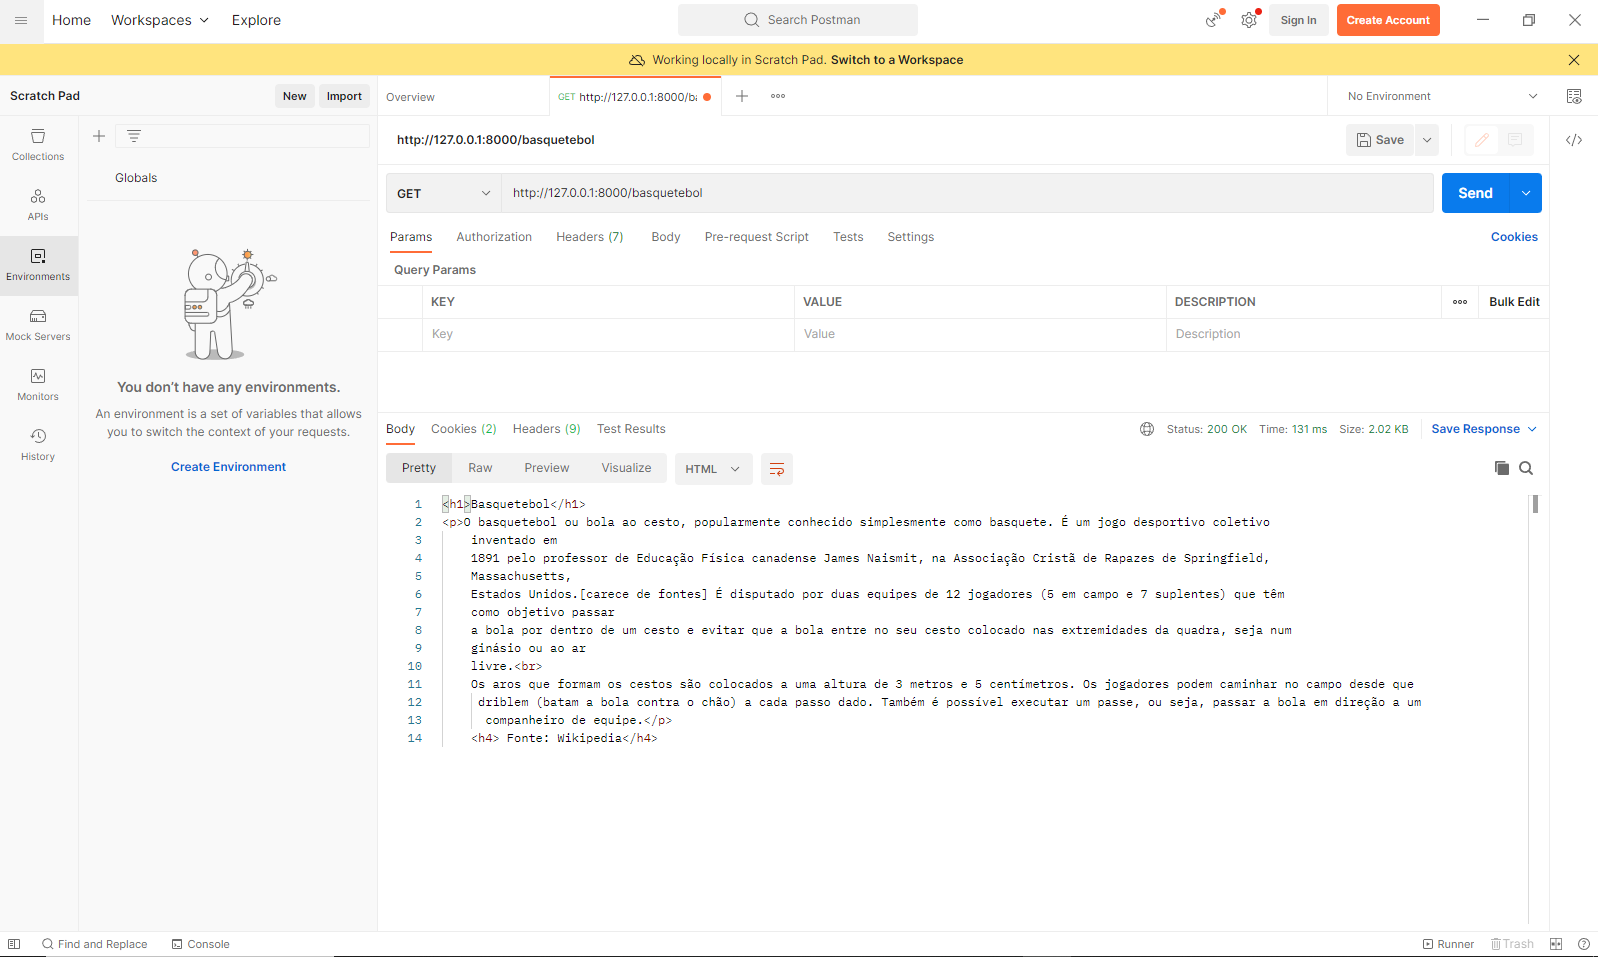 Home Workspaces Explore Search Postman Sign In Create Account
Working locally in Scratch Pad. Switch to a Workspace
Scratch Pad New Import Overview GET http://127.0.0.1:8000/ba No Environment
Collections
APIs
Environments
Mock Servers
Monitors
History
Globals
You don't have any environments.
An environment is a set of variables that allows
you to switch the context of your requests.
Create Environment
http://127.0.0.1:8000/basquetebol Save
GET http://127.0.0.1:8000/basquetebol Send
Params Authorization Headers (7) Body Pre-request Script Tests Settings Cookies
Query Params
KEY VALUE DESCRIPTION Bulk Edit
Key Value Description
Body Cookies (2) Headers (9) Test Results Status: 200 OK Time: 131 ms Size: 2.02 KB Save Response
Pretty Raw Preview Visualize HTML
1 <h1>Basquetebol</h1>
2 <p>O basquetebol ou bola ao cesto, popularmente conhecido simplesmente como basquete. É um jogo desportivo coletivo
3 inventado em
4 1891 pelo professor de Educação Física canadense James Naismit, na Associação Cristã de Rapazes de Springfield,
5 Massachusetts,
6 Estados Unidos.[carece de fontes] É disputado por duas equipes de 12 jogadores (5 em campo e 7 suplentes) que têm
7 como objetivo passar
8 a bola por dentro de um cesto e evitar que a bola entre no seu cesto colocado nas extremidades da quadra, seja num
9 ginásio ou ao ar
10 livre.<br>
11 Os aros que formam os cestos são colocados a uma altura de 3 metros e 5 centímetros. Os jogadores podem caminhar no campo desde que
12 driblem (batam a bola contra o chão) a cada passo dado. Também é possível executar um passe, ou seja, passar a bola em direção a um
13 companheiro de equipe.</p>
14 <h4> Fonte: Wikipedia</h4>
Find and Replace Console Runner Trash